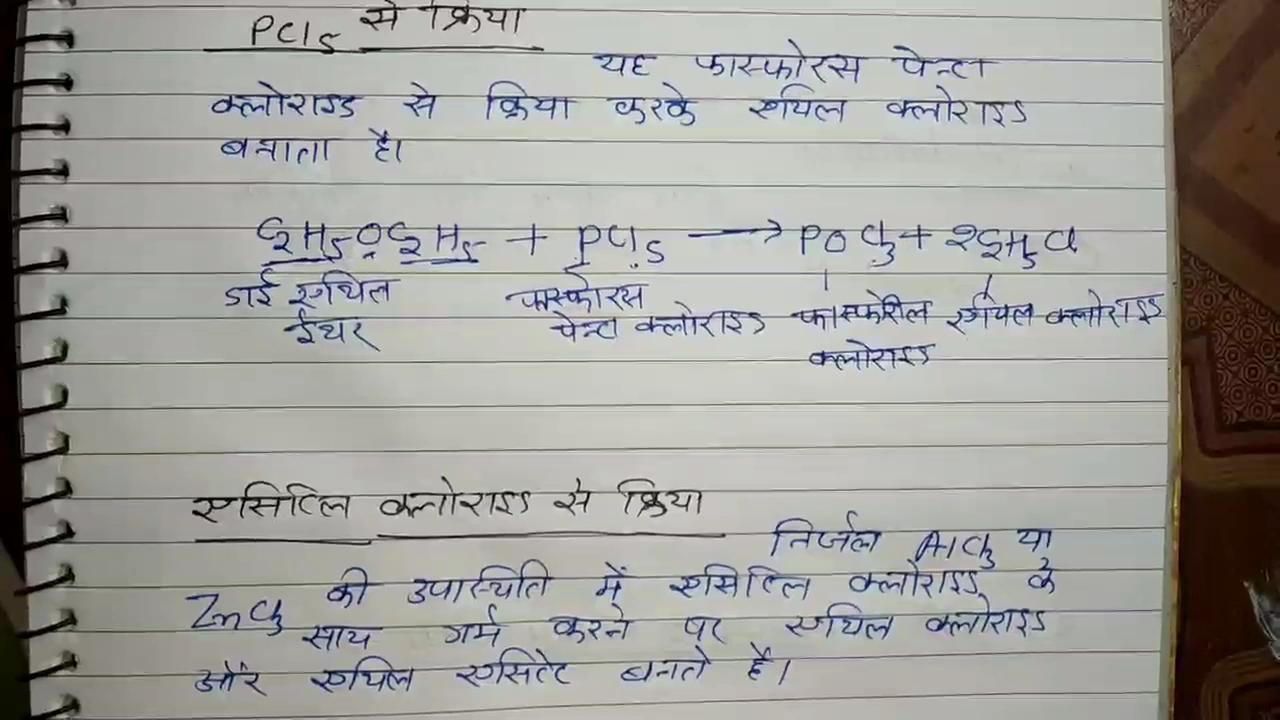 PCl5 से क्रिया
यह फास्फोरस पेन्टा
क्लोराइड से क्रिया करके एथिल क्लोराइड
बनाता है।
C2H5OC2H5 + PCl5 → POCl3 + 2C2H5Cl
डाई एथिल फास्फोरस फास्फोरिल एथिल क्लोराइड
ईथर पेन्टा क्लोराइड क्लोराइड
एसिटिल क्लोराइड से क्रिया
निर्जल AlCl3 या
ZnCl2 की उपास्थिति में एसिटिल क्लोराइड के
साथ गर्म करने पर एथिल क्लोराइड
और एथिल एसिटेट बनते है।